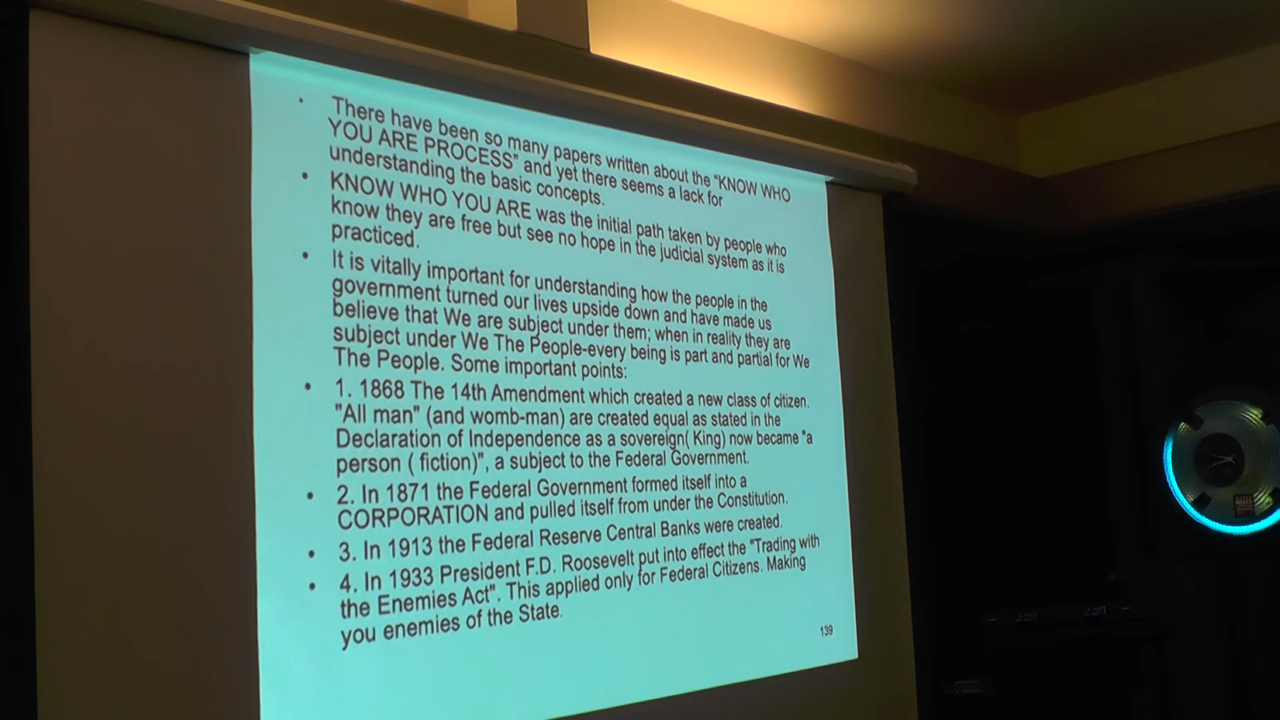 • There have been so many papers written about the "KNOW WHO
YOU ARE PROCESS" and yet there seems a lack for
understanding the basic concepts.
• KNOW WHO YOU ARE was the initial path taken by people who
know they are free but see no hope in the judicial system as it is
practiced.
• It is vitally important for understanding how the people in the
government turned our lives upside down and have made us
believe that We are subject under them; when in reality they are
subject under We The People-every being is part and partial for We
The People. Some important points:
• 1. 1868 The 14th Amendment which created a new class of citizen.
"All man" (and womb-man) are created equal as stated in the
Declaration of Independence as a sovereign( King) now became "a
person ( fiction)", a subject to the Federal Government.
• 2. In 1871 the Federal Government formed itself into a
CORPORATION and pulled itself from under the Constitution.
• 3. In 1913 the Federal Reserve Central Banks were created.
• 4. In 1933 President F.D. Roosevelt put into effect the "Trading with
the Enemies Act". This applied only for Federal Citizens. Making
you enemies of the State.
139